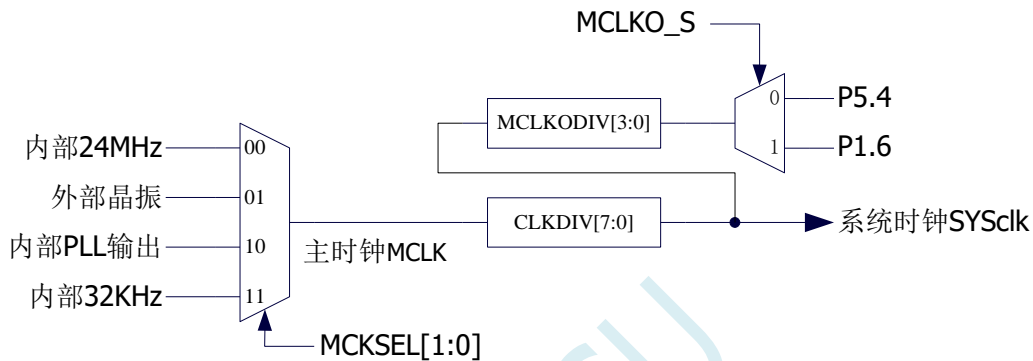 MCLKO_S
MCLKODIV[3:0]
0
P5.4
1
P1.6
内部24MHz
00
外部晶振
01
内部PLL输出
10
内部32KHz
11
主时钟MCLK
CLKDIV[7:0]
系统时钟SYSclk
MCKSEL[1:0]